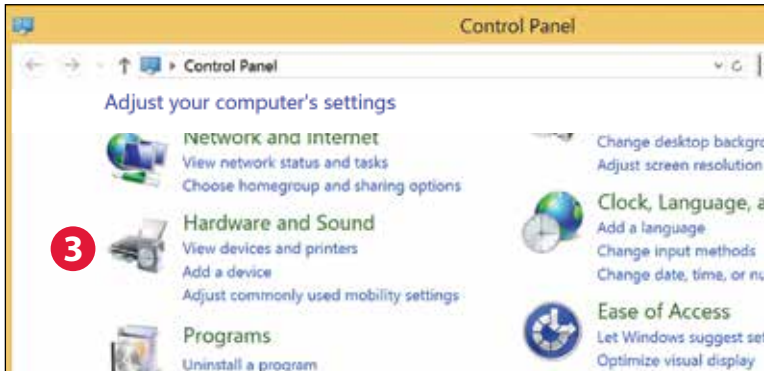 Control Panel
Control Panel
Adjust your computer's settings
Network and Internet
View network status and tasks
Choose homegroup and sharing options
3
Hardware and Sound
View devices and printers
Add a device
Adjust commonly used mobility settings
Programs
Uninstall a program
Change desktop backgro
Adjust screen resolution
Clock, Language, a
Add a language
Change input methods
Change date, time, or nu
Ease of Access
Let Windows suggest set
Optimize visual display